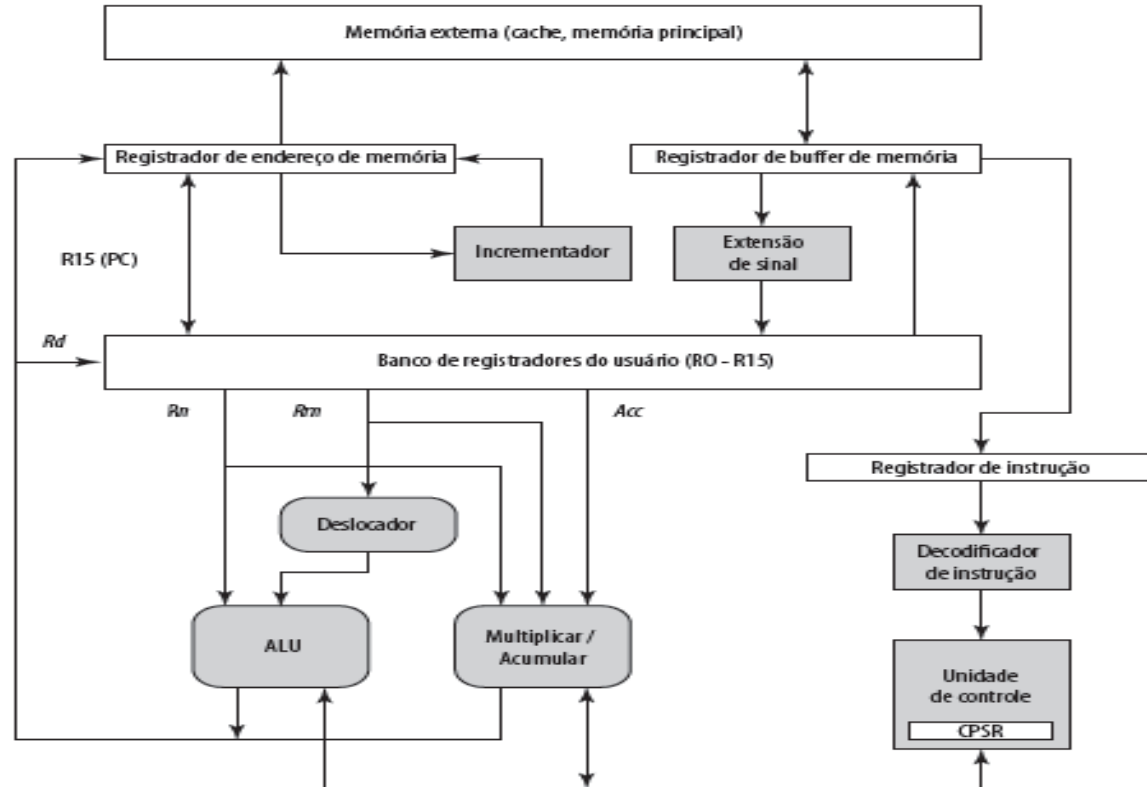 Memória externa (cache, memória principal)
Registrador de endereço de memória
Registrador de buffer de memória
Incrementador
Extensão
de sinal
R15 (PC)
Rd
Banco de registradores do usuário (RO - R15)
Rn
Rm
Acc
Registrador de instrução
Deslocador
Decodificador
de instrução
ALU
Multiplicar /
Acumular
Unidade
de controle
CPSR